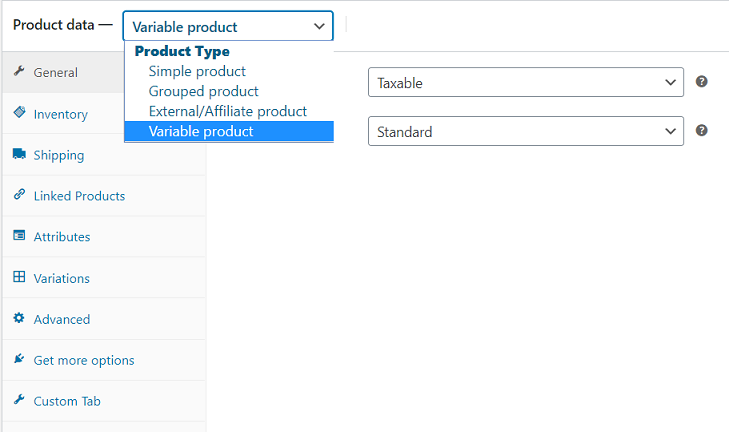 Product data — Variable product
Product Type
Simple product
Grouped product
External/Affiliate product
Variable product
General
Inventory
Shipping
Linked Products
Attributes
Variations
Advanced
Get more options
Custom Tab
Taxable ?
Standard ?